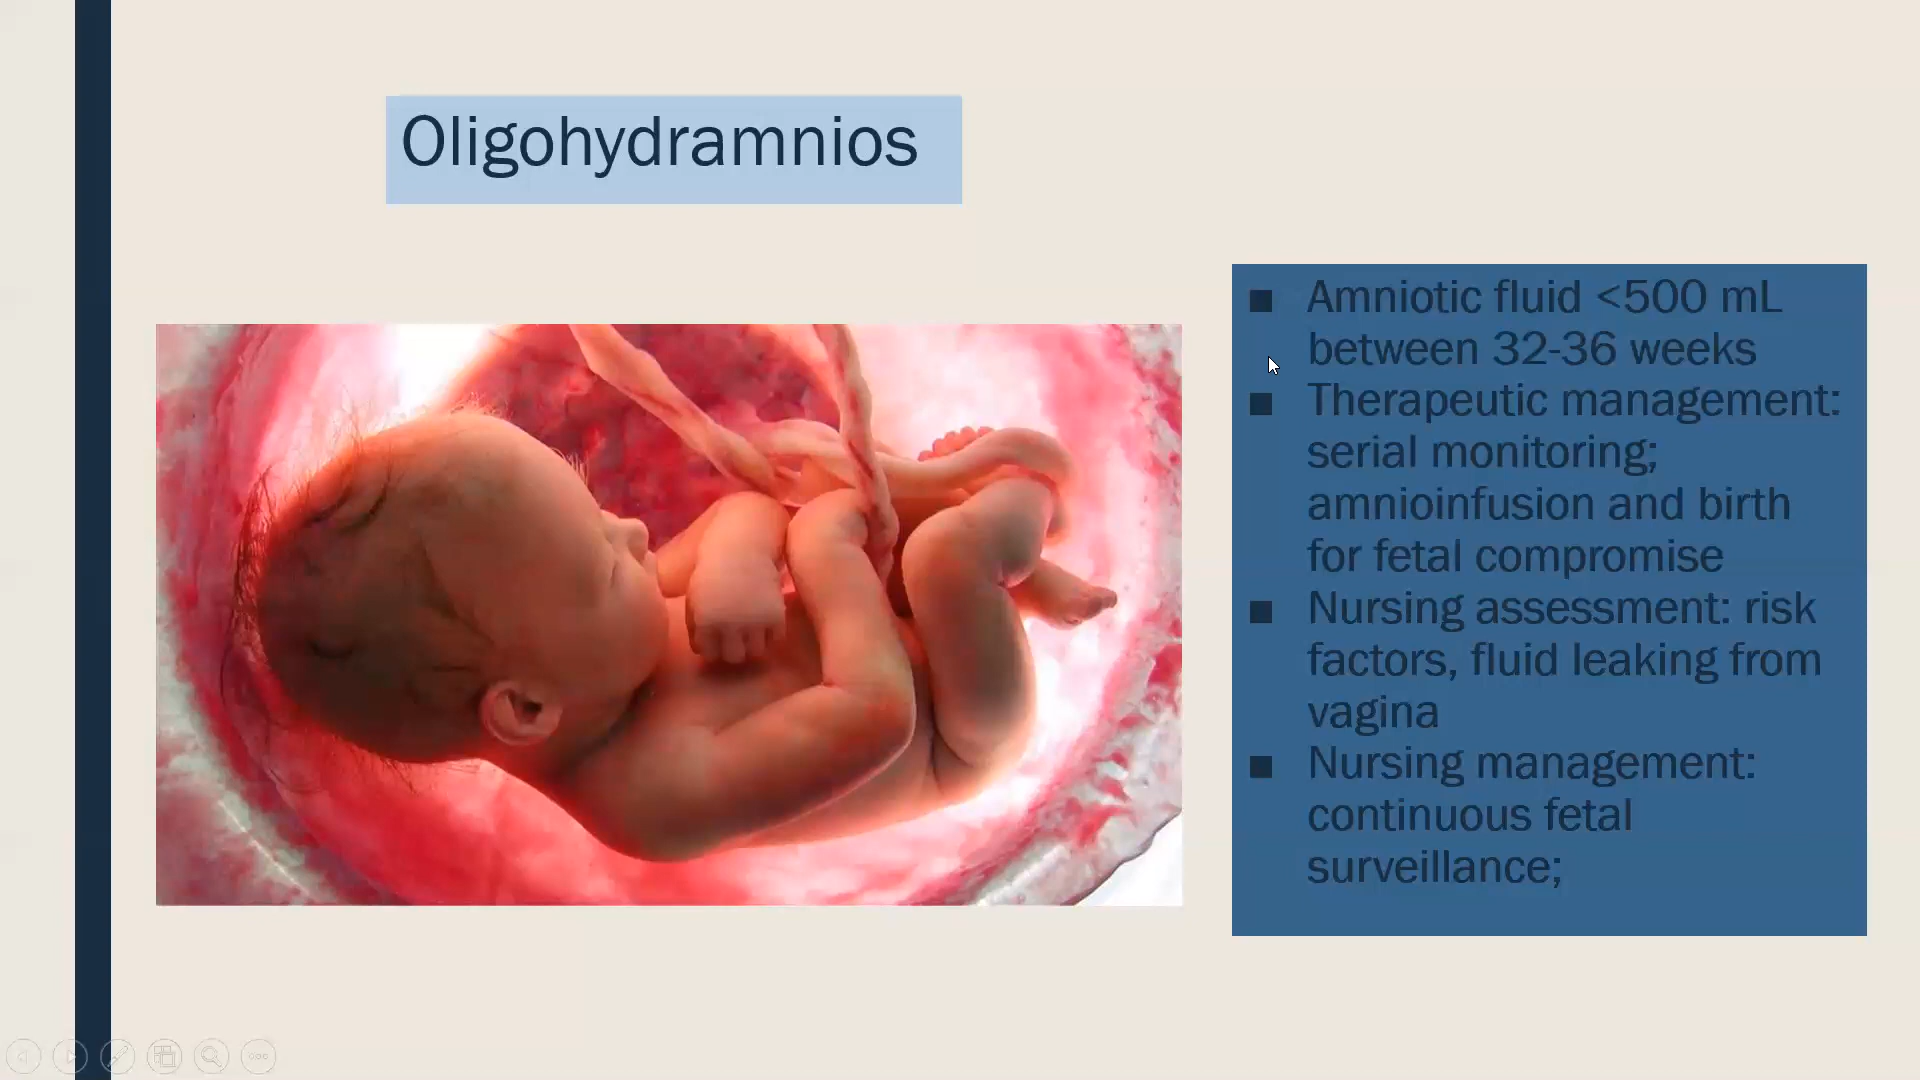 Oligohydramnios
■ Amniotic fluid <500 mL
between 32-36 weeks
■ Therapeutic management:
serial monitoring;
amnioinfusion and birth
for fetal compromise
■ Nursing assessment: risk
factors, fluid leaking from
vagina
■ Nursing management:
continuous fetal
surveillance;